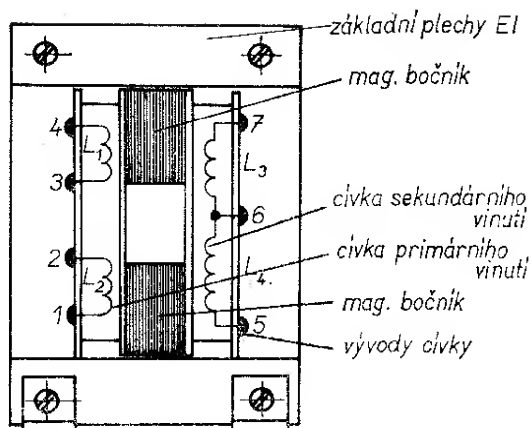 základní plechy EI
mag. bočník
4
L1
3
7
L3
6
cívka sekundárního
vinutí
2
L2
1
L4.
cívka primárního
vinutí
mag. bočník
5
vývody cívky